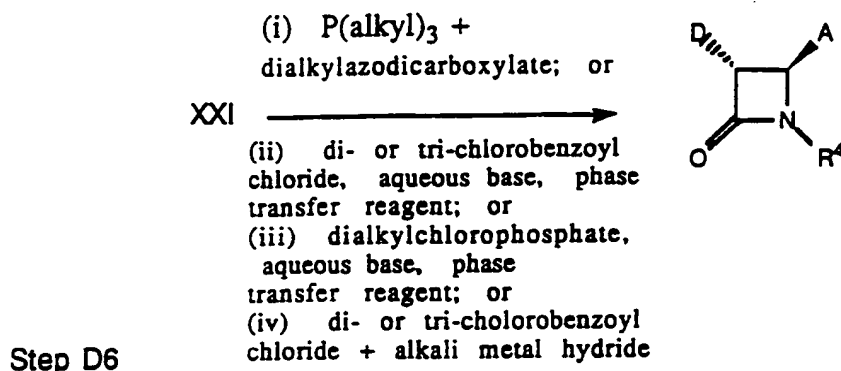 (i) P(alkyl)3 +
dialkylazodicarboxylate; or
XXI
(ii) di- or tri-chlorobenzoyl
chloride, aqueous base, phase
transfer reagent; or
(iii) dialkylchlorophosphate,
aqueous base, phase
transfer reagent; or
(iv) di- or tri-cholorobenzoyl
chloride + alkali metal hydride
Step D6
D A
N
O R4